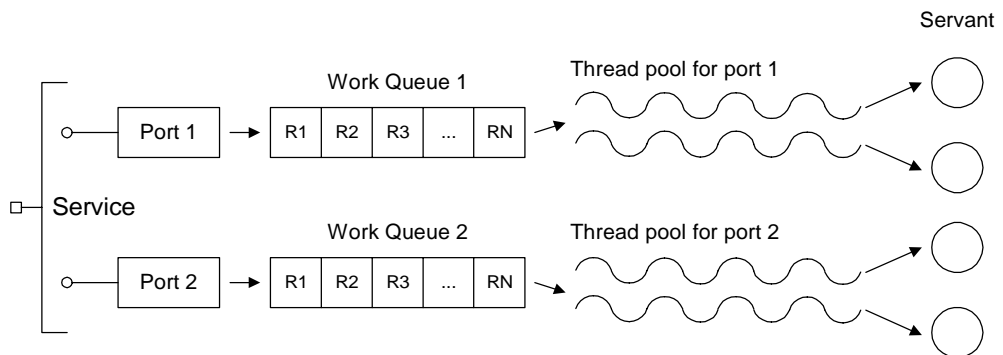 Servant
Work Queue 1
Thread pool for port 1
Port 1
R1 R2 R3 ... RN
Service
Work Queue 2
Thread pool for port 2
Port 2
R1 R2 R3 ... RN